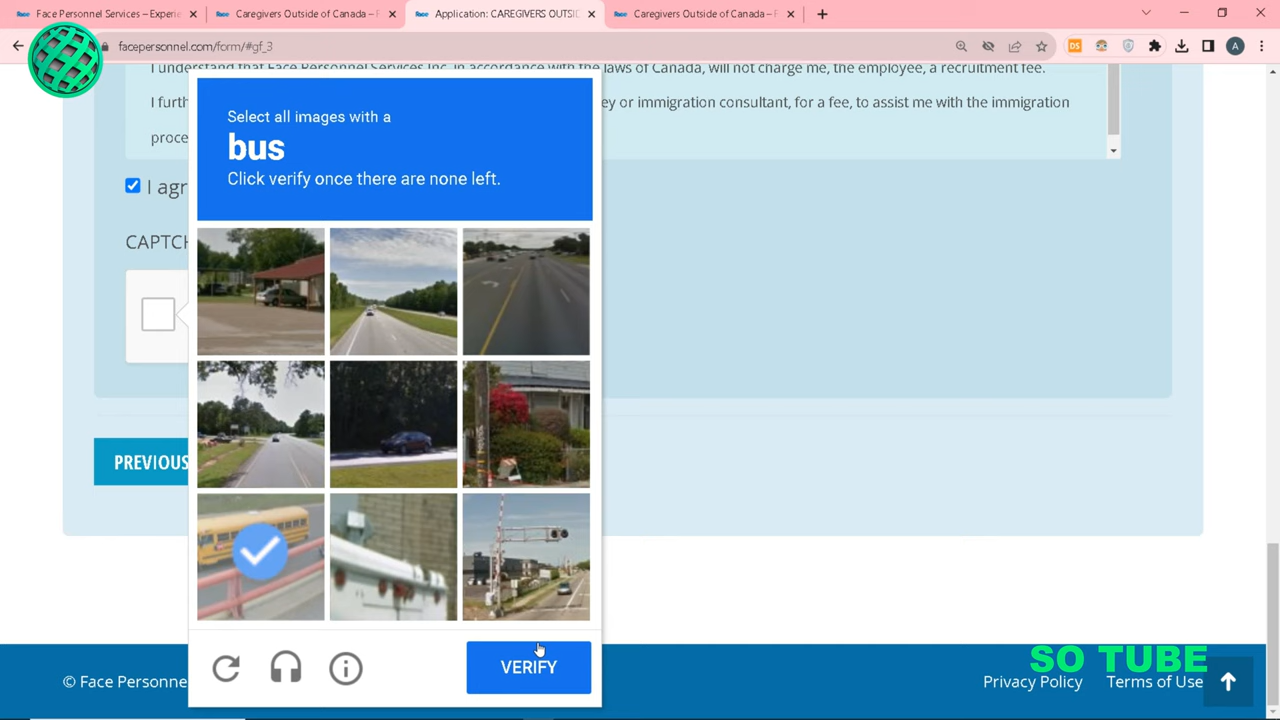 Face Personnel Services – Experie
Caregivers Outside of Canada – F
Application: CAREGIVERS OUTSID
Caregivers Outside of Canada – F
facepersonnel.com/form/#gf_3
DS
A
I understand that Face Personnel Services Inc. in accordance with the laws of Canada, will not charge me, the employee, a recruitment fee.
I furth
ey or immigration consultant, for a fee, to assist me with the immigration
proce
Select all images with a
bus
Click verify once there are none left.
I agr
CAPTCH
PREVIOUS
VERIFY
SO TUBE
© Face Personne
Privacy Policy
Terms of Use